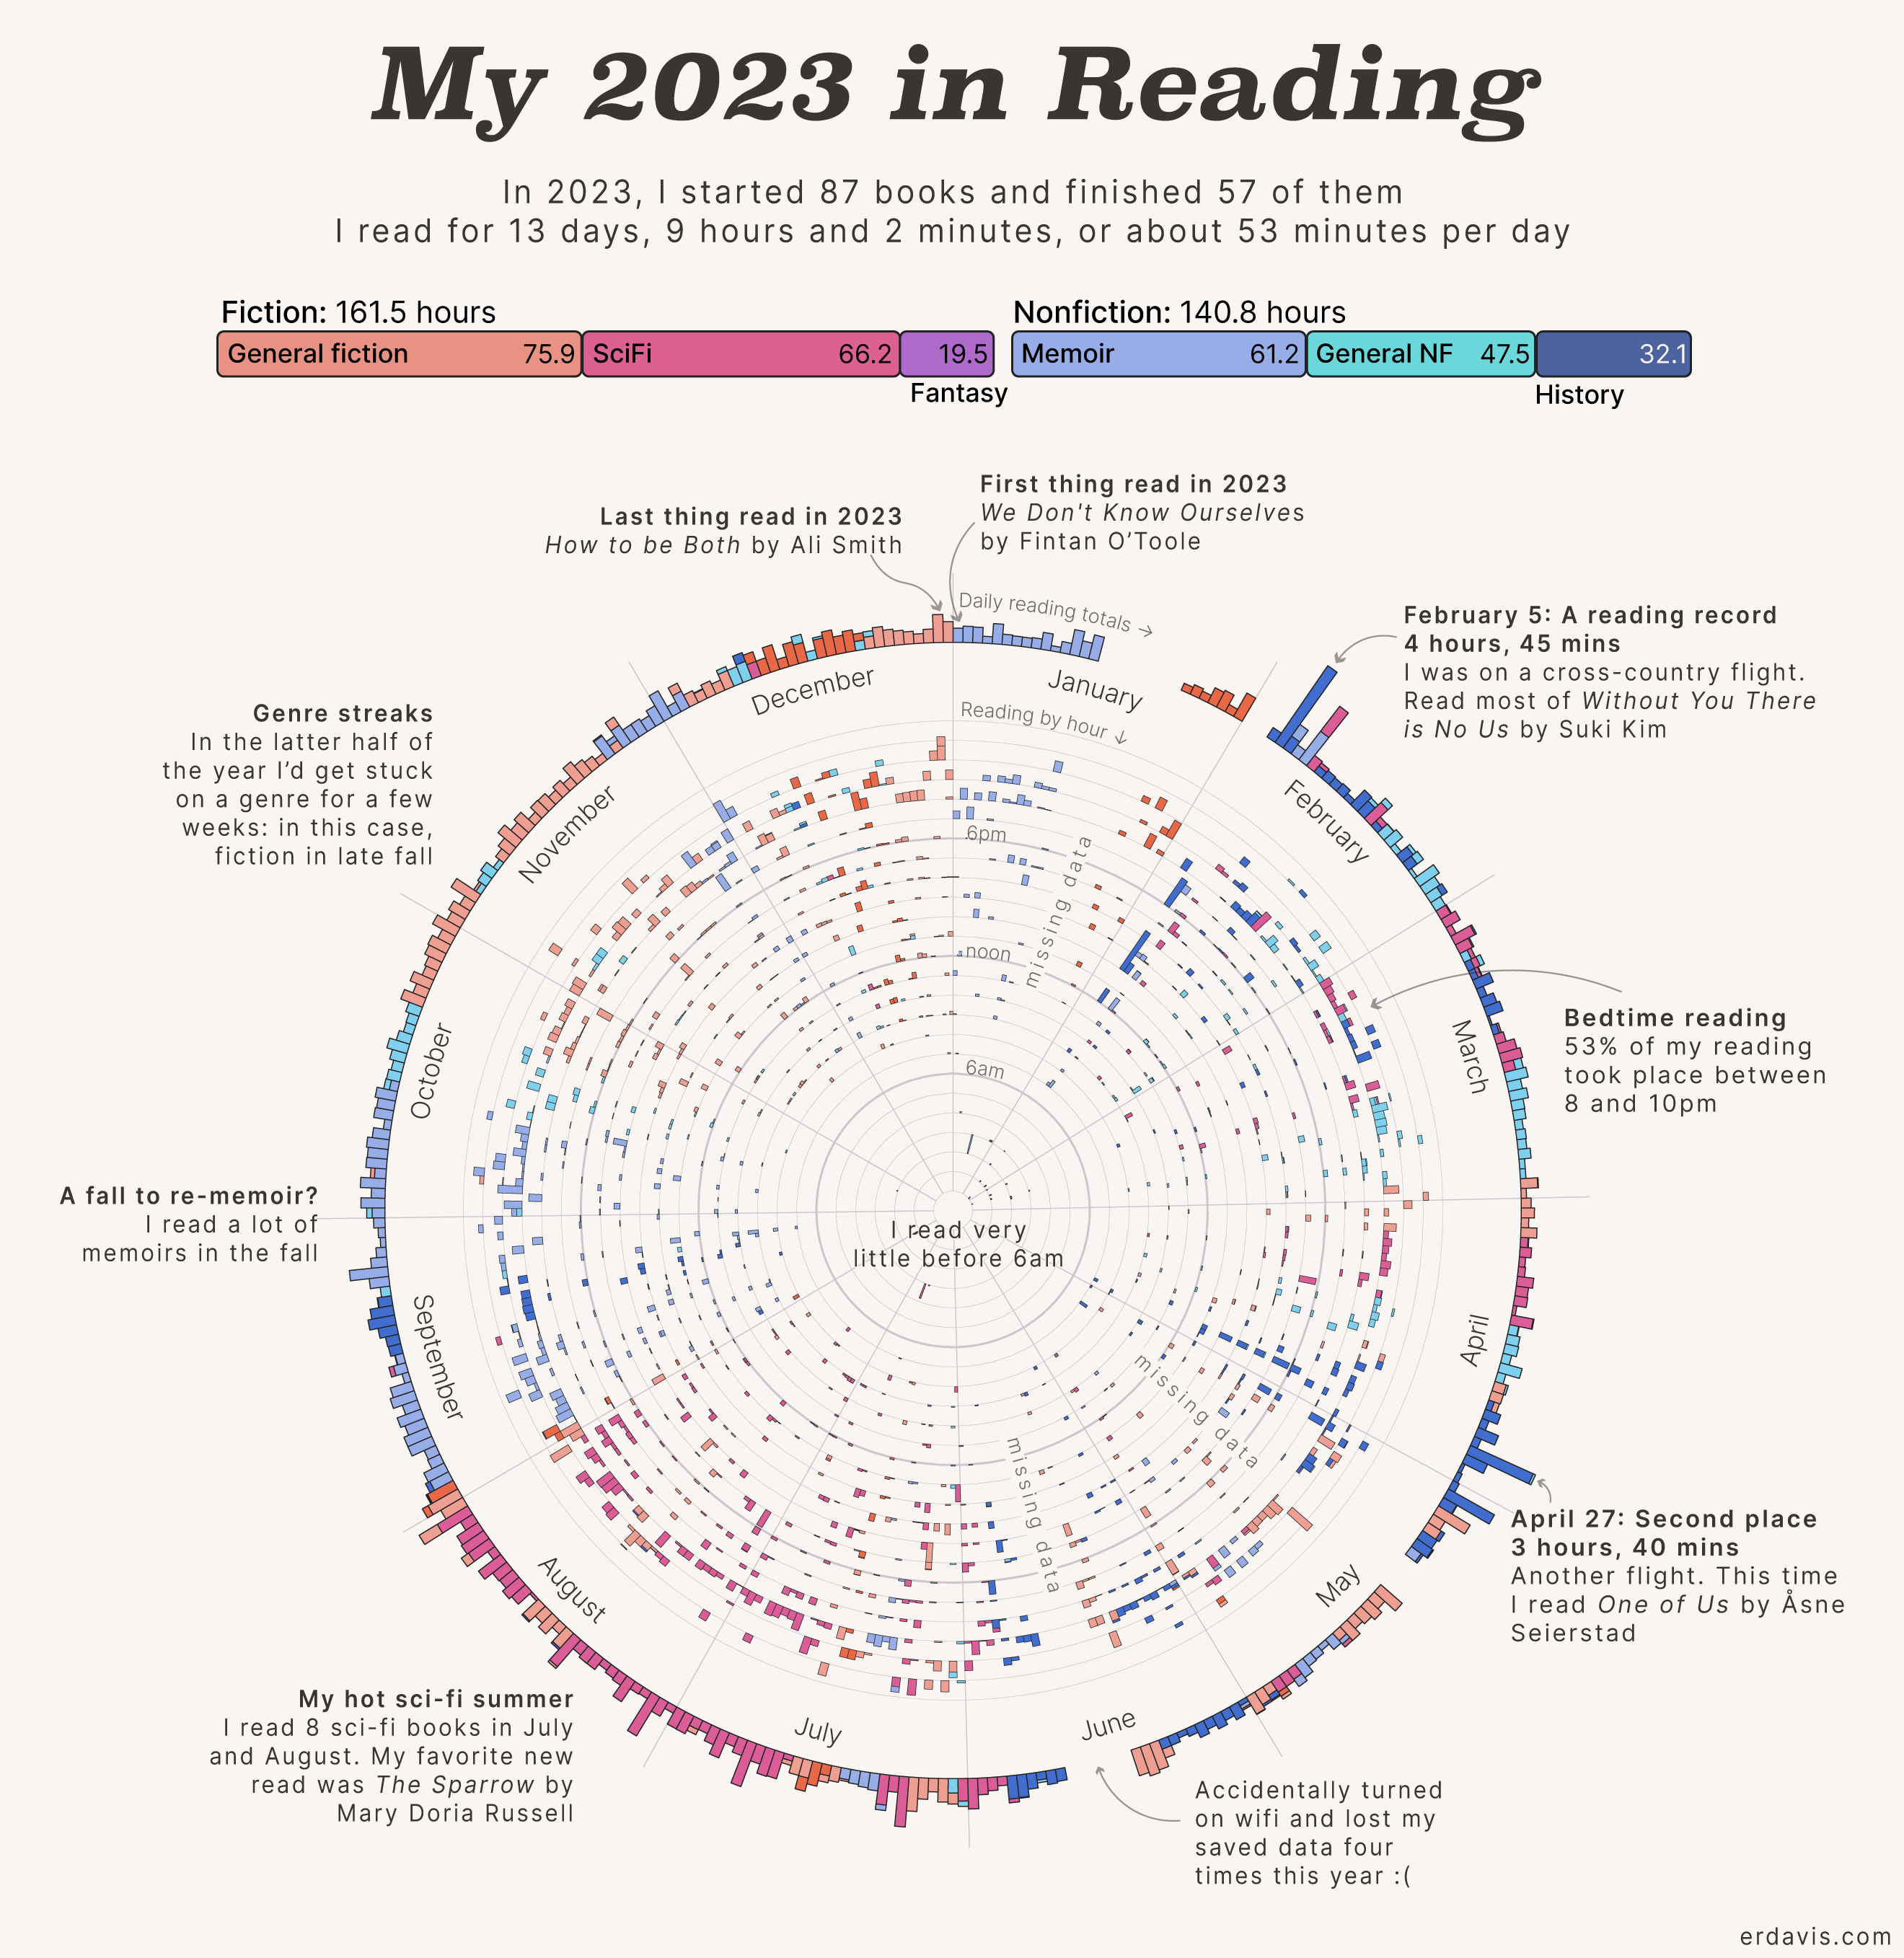 My 2023 in Reading
In 2023, I started 87 books and finished 57 of them
I read for 13 days, 9 hours and 2 minutes, or about 53 minutes per day
Fiction: 161.5 hours
General fiction 75.9 SciFi 66.2 19.5
Fantasy
Nonfiction: 140.8 hours
Memoir 61.2 General NF 47.5 32.1
History
First thing read in 2023
We Don't Know Ourselves
by Fintan O’Toole
Last thing read in 2023
How to be Both by Ali Smith
Daily reading totals →
February 5: A reading record
4 hours, 45 mins
I was on a cross-country flight.
Read most of Without You There
is No Us by Suki Kim
Genre streaks
In the latter half of
the year I’d get stuck
on a genre for a few
weeks: in this case,
fiction in late fall
December
January
Reading by hour ↓
November
February
6pm
missing data
noon
6am
October
March
Bedtime reading
53% of my reading
took place between
8 and 10pm
A fall to re-memoir?
I read a lot of
memoirs in the fall
I read very
little before 6am
September
April
missing data
missing data
April 27: Second place
3 hours, 40 mins
Another flight. This time
I read One of Us by Åsne
Seierstad
August
May
My hot sci-fi summer
I read 8 sci-fi books in July
and August. My favorite new
read was The Sparrow by
Mary Doria Russell
July
June
Accidentally turned
on wifi and lost my
saved data four
times this year :(
erdavis.com